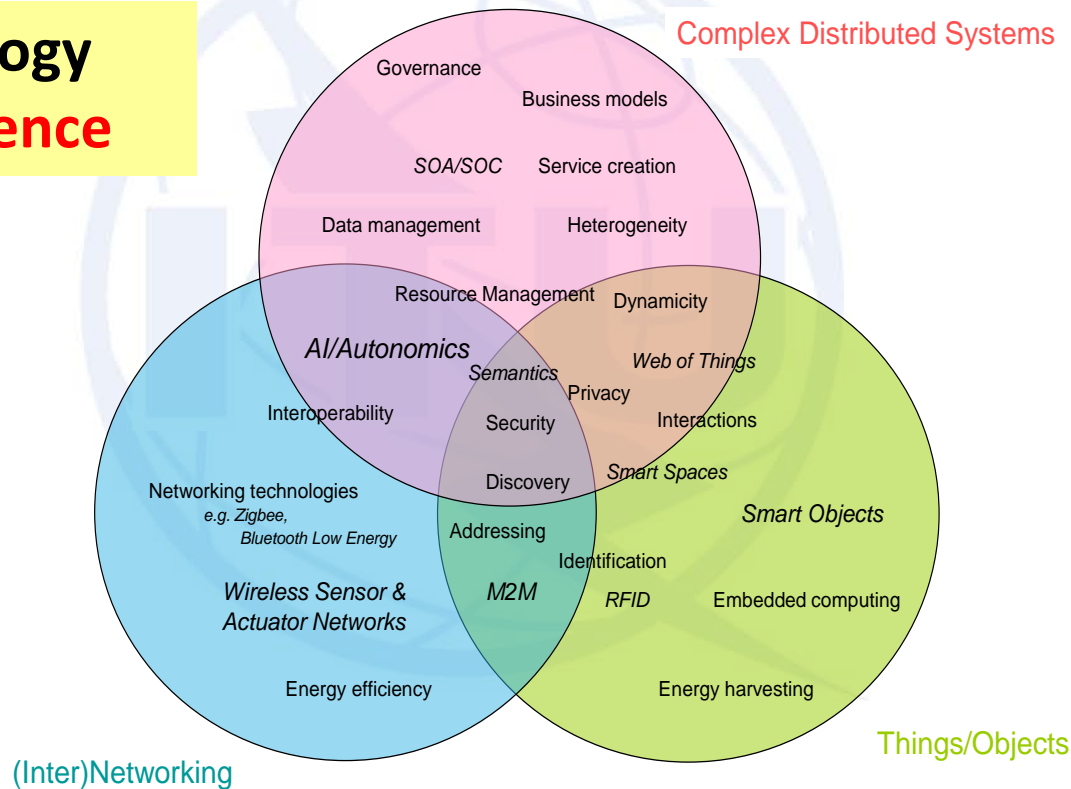 ogy
ence
Complex Distributed Systems
Governance
Business models
SOA/SOC
Service creation
Data management
Heterogeneity
Resource Management
Dynamicity
AI/Autonomics
Web of Things
Semantics
Privacy
Interoperability
Security
Interactions
Discovery
Smart Spaces
Networking technologies
e.g. Zigbee,
Bluetooth Low Energy
Smart Objects
Addressing
Identification
Wireless Sensor &
Actuator Networks
M2M
RFID
Embedded computing
Energy efficiency
Energy harvesting
Things/Objects
(Inter)Networking
ITU